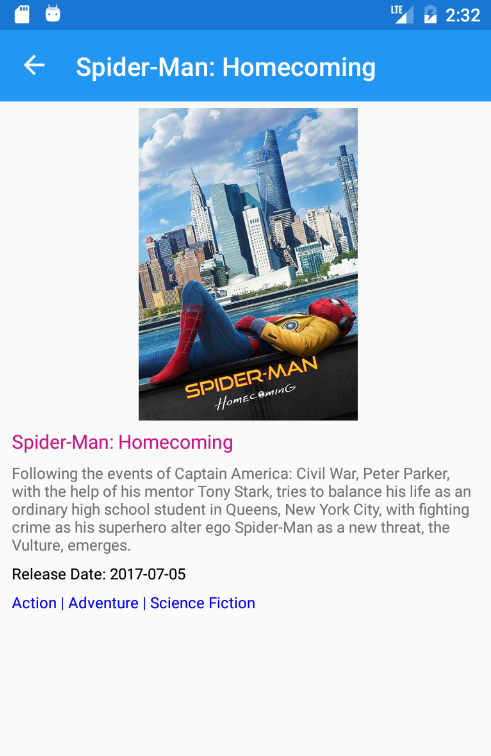 LTE 2:32
Spider-Man: Homecoming
SPIDER-MAN
HOMECOMING
Spider-Man: Homecoming
Following the events of Captain America: Civil War, Peter Parker,
with the help of his mentor Tony Stark, tries to balance his life as an
ordinary high school student in Queens, New York City, with fighting
crime as his superhero alter ego Spider-Man as a new threat, the
Vulture, emerges.
Release Date: 2017-07-05
Action | Adventure | Science Fiction